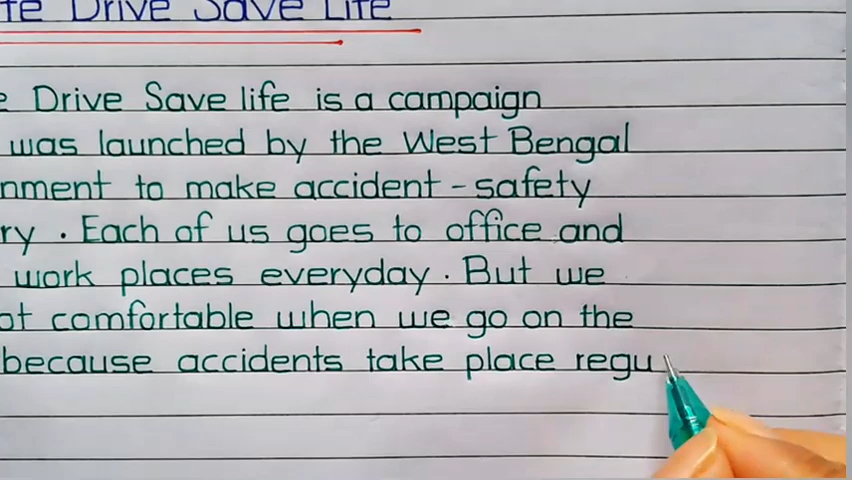 fe Drive Save Life
e Drive Save life is a campaign
was launched by the West Bengal
nment to make accident - safety
ry . Each of us goes to office and
work places everyday . But we
ot comfortable when we go on the
because accidents take place regu